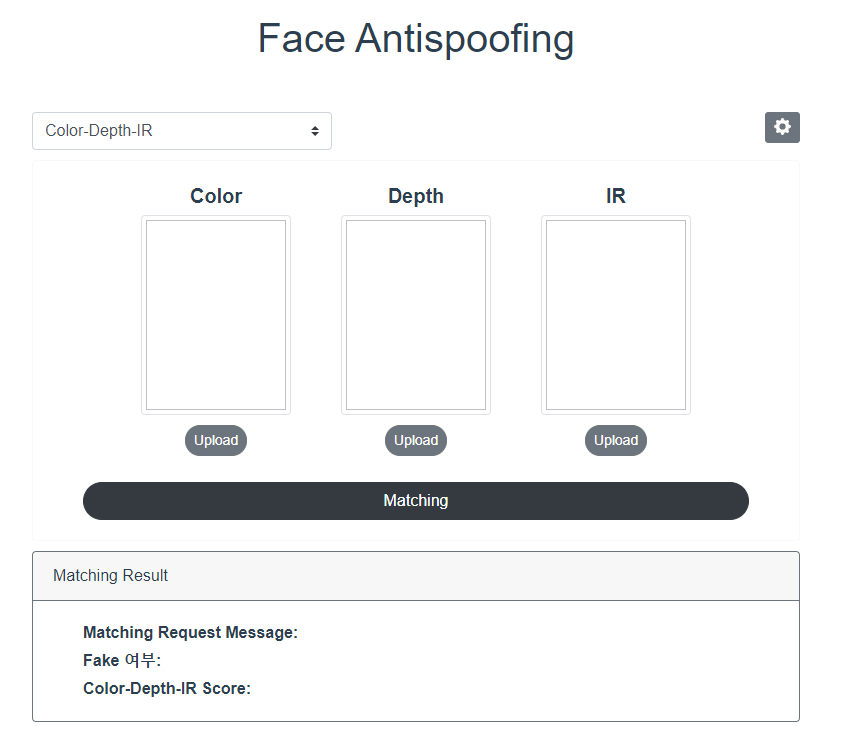 Face Antispoofing
Color-Depth-IR
Color Depth IR
Upload Upload Upload
Matching
Matching Result
Matching Request Message:
Fake 여부:
Color-Depth-IR Score: